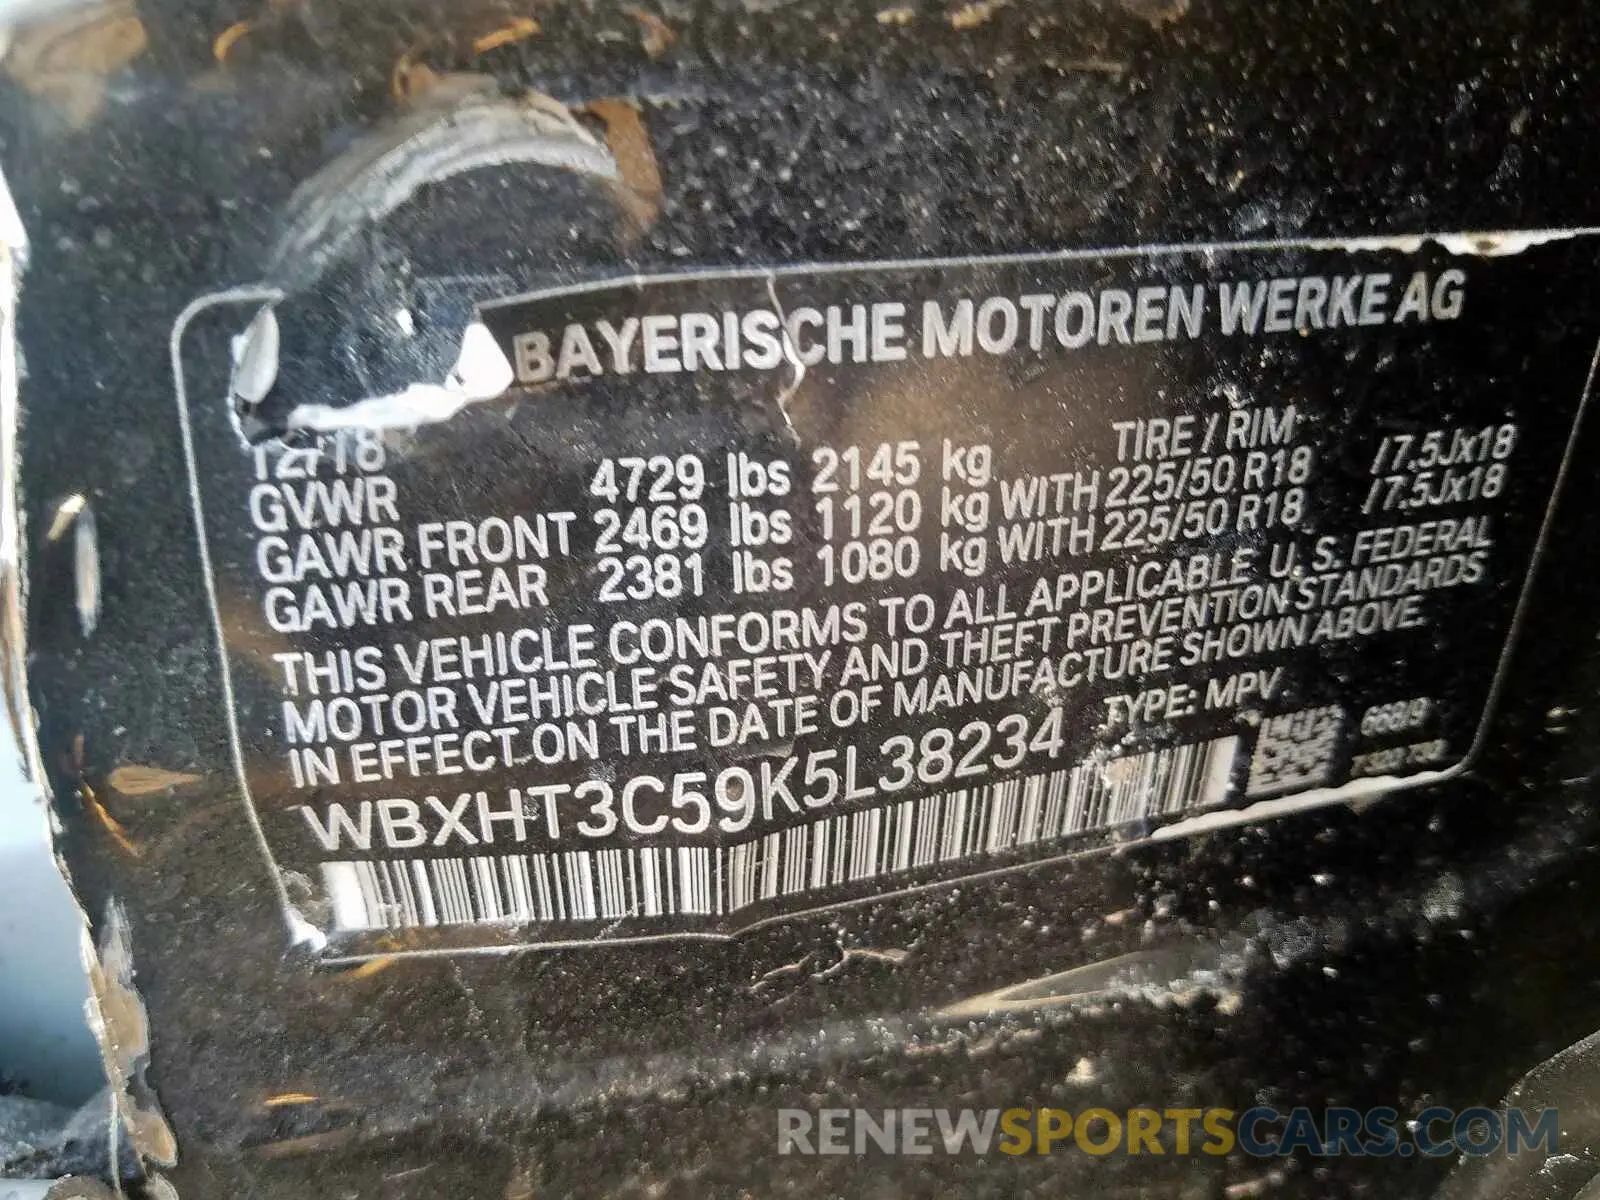 BAYERISCHE MOTOREN WERKE AG
12/18
TIRE / RIM
GVWR 4729 lbs 2145 kg
GAWR FRONT 2469 lbs 1120 kg WITH 225/50 R18 /7.5Jx18
GAWR REAR 2381 lbs 1080 kg WITH 225/50 R18 /7.5Jx18
THIS VEHICLE CONFORMS TO ALL APPLICABLE U. S. FEDERAL
MOTOR VEHICLE SAFETY AND THEFT PREVENTION STANDARDS
IN EFFECT ON THE DATE OF MANUFACTURE SHOWN ABOVE.
WBXHT3C59K5L38234 TYPE: MPV
RENEWSPORTSCARS.COM